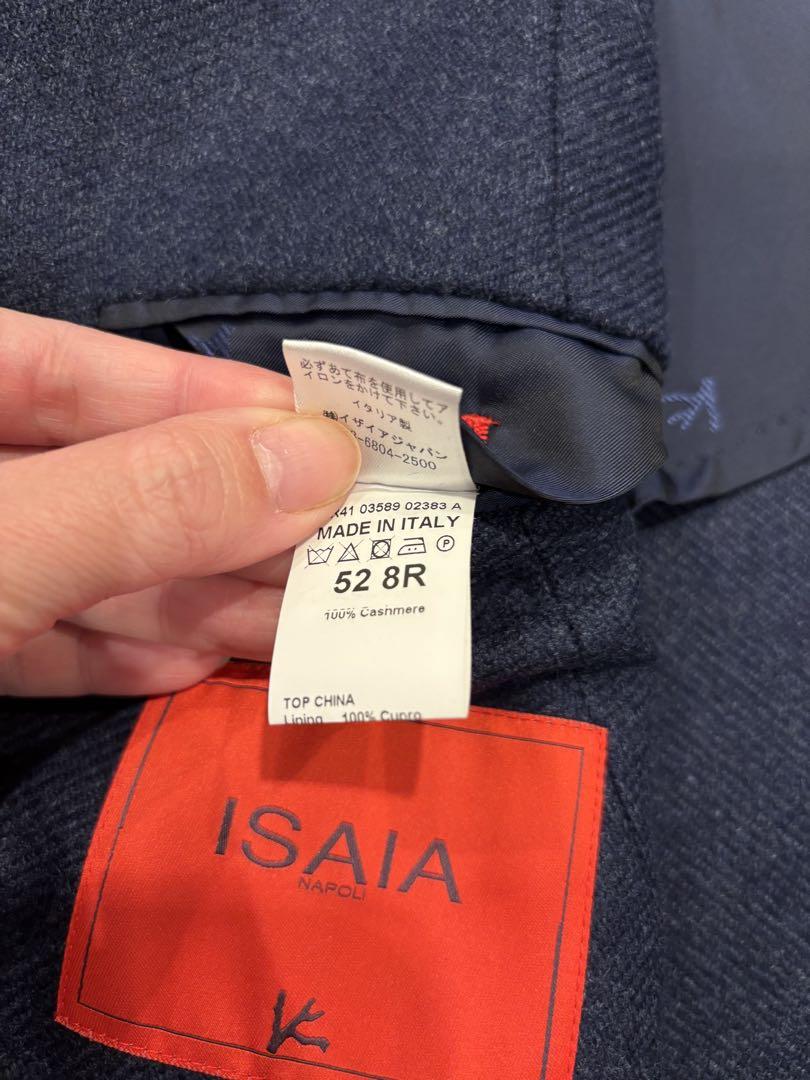 必ずあて布を使用してア
イロンをかけて下さい。
イタリア製
㈱イザイアジャパン
6804-2500
03589 02383 A
MADE IN ITALY
P
52 8R
100% Cashmere
TOP CHINA
Lining 100% Cupro
ISAIA
NAPOLI